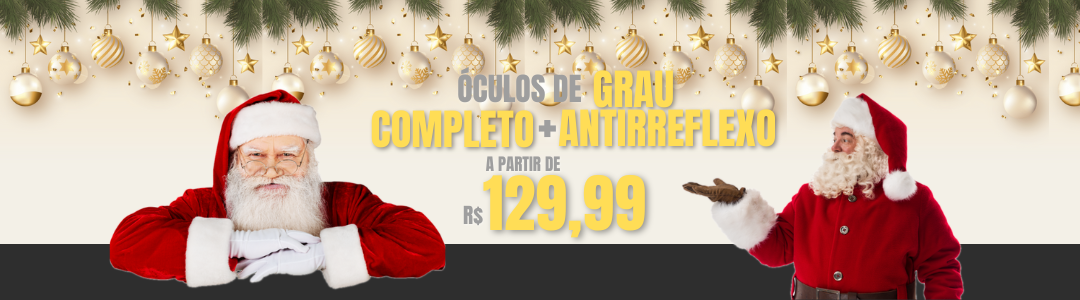 ÓCULOS DE GRAU
COMPLETO + ANTIRREFLEXO
A PARTIR DE
R$ 129,99